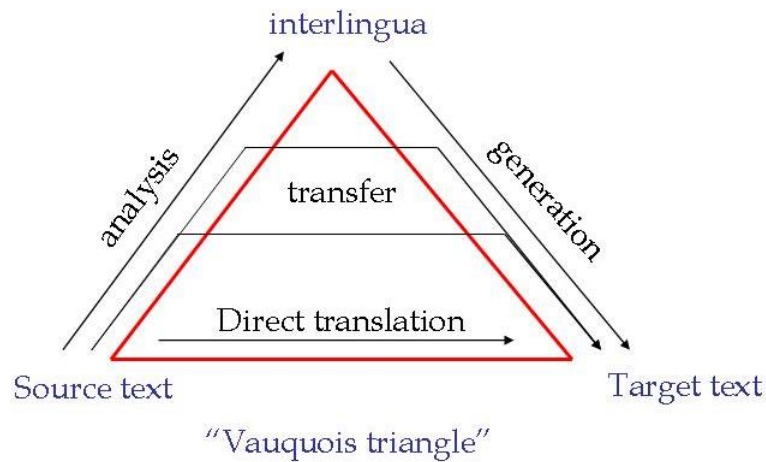 interlingua
analysis
generation
transfer
Direct translation
Source text
Target text
“Vauquois triangle”